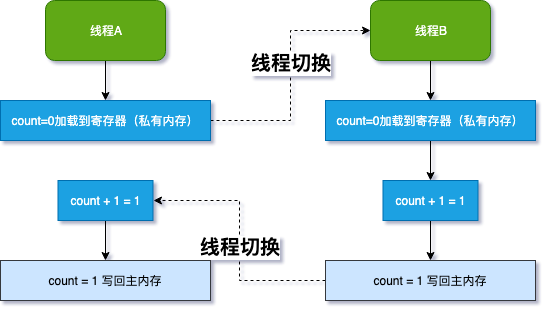 线程A
线程B
线程切换
count=0加载到寄存器（私有内存）
count=0加载到寄存器（私有内存）
count + 1 = 1
count + 1 = 1
线程切换
count = 1 写回主内存
count = 1 写回主内存